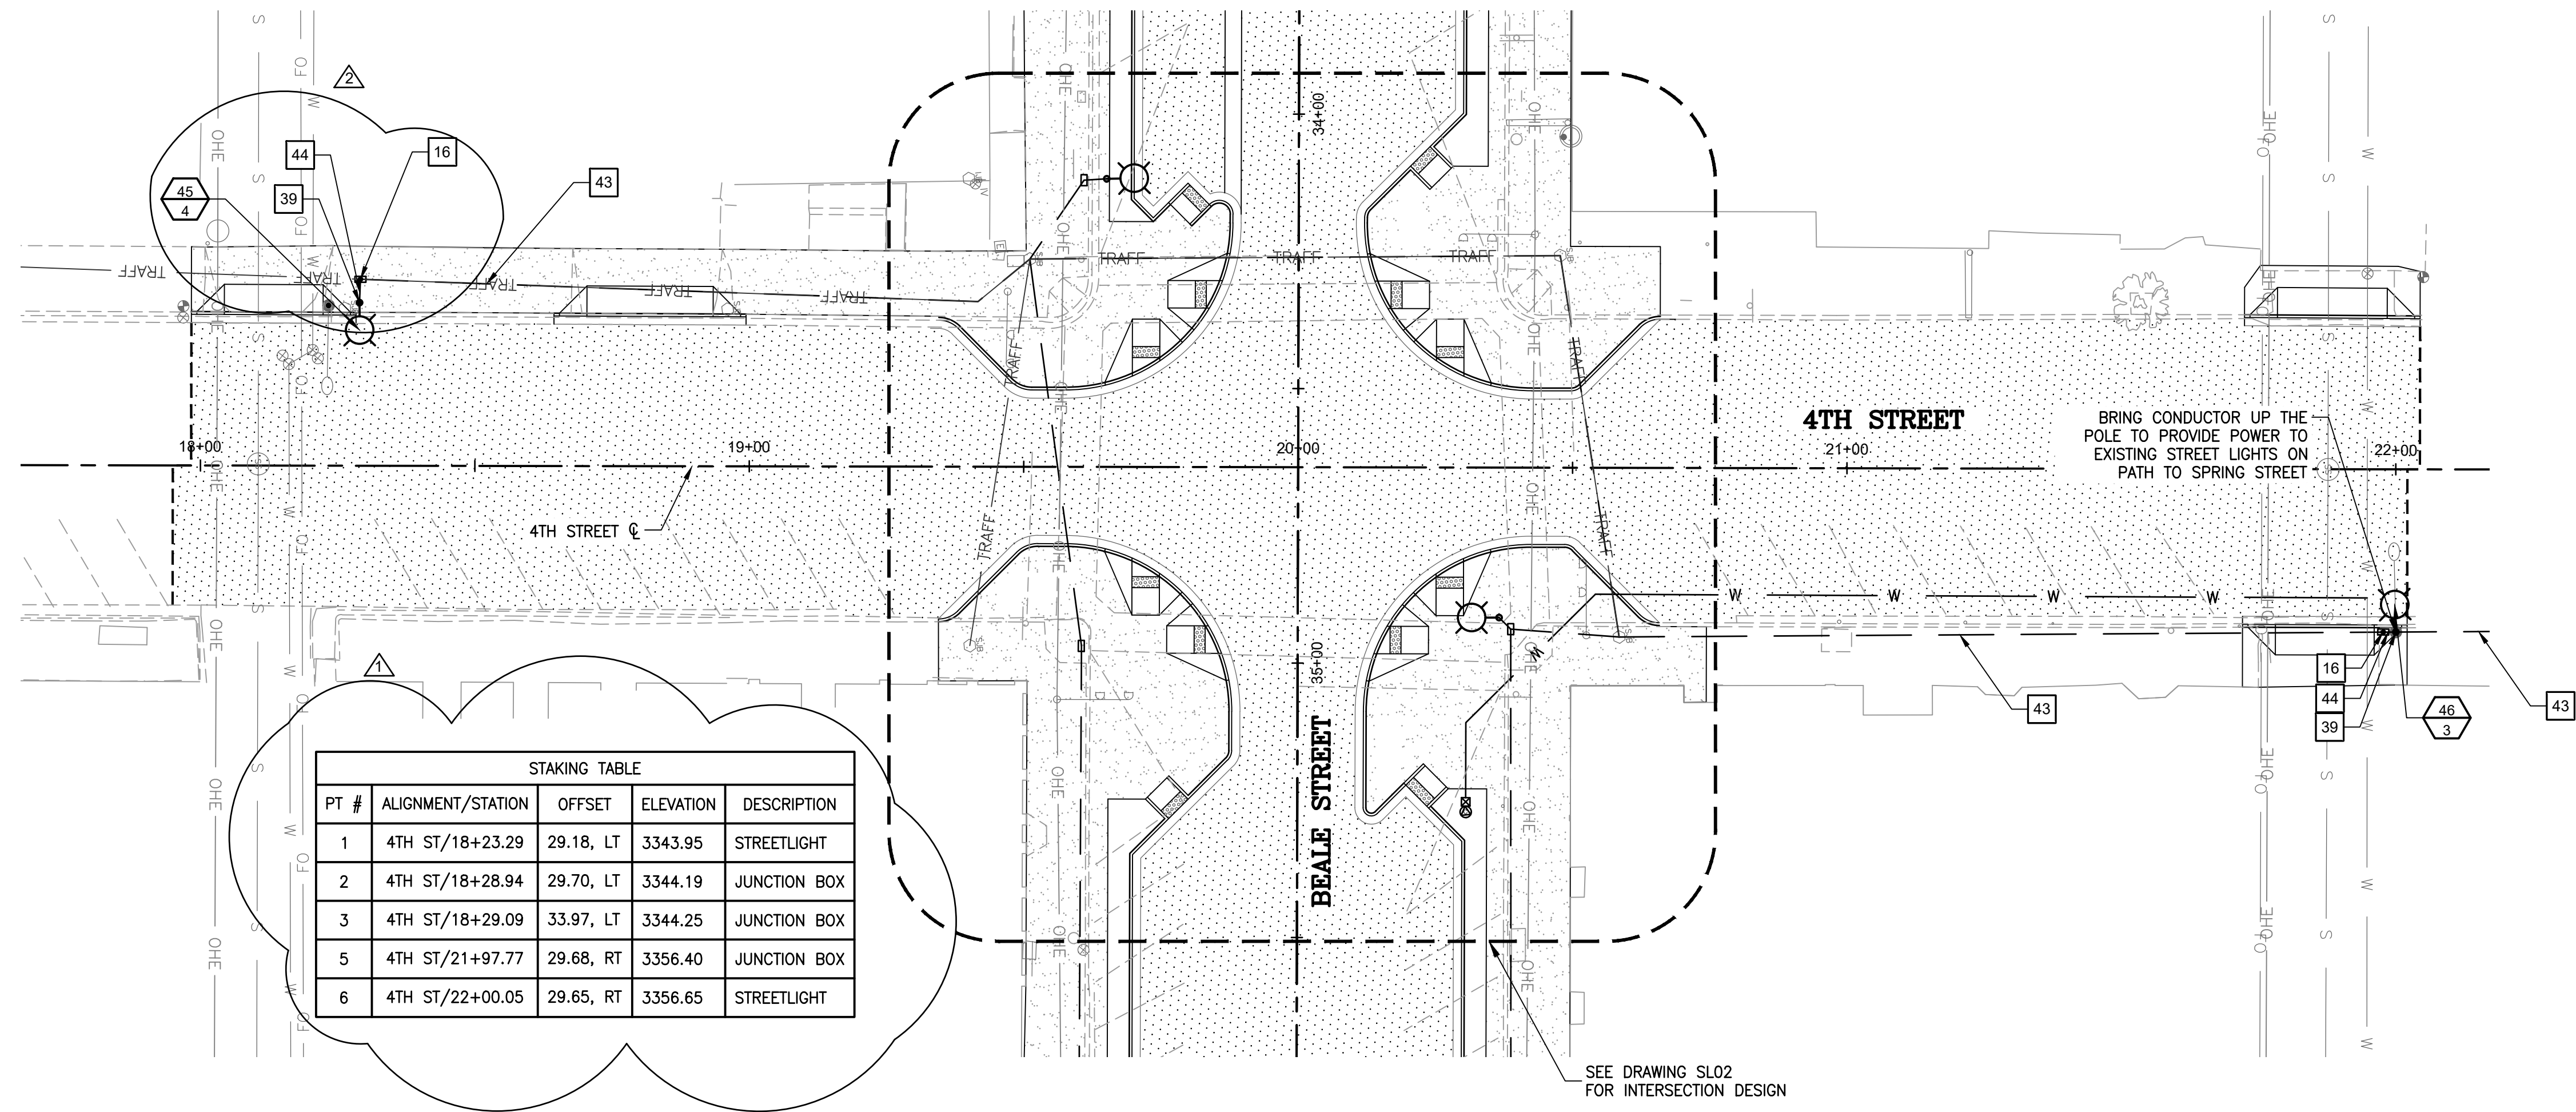 2
44
16
39
43
45
4
OHE
S
FO
W
TRAFF
TRAFF
TRAFF
TRAFF
TRAFF
TRAFF
TRAFF
TRAFF
TRAFF
TRAFF
TRAFF
TRAFF
34+00
18+00
19+00
20+00
21+00
22+00
4TH STREET
BRING CONDUCTOR UP THE
POLE TO PROVIDE POWER TO
EXISTING STREET LIGHTS ON
PATH TO SPRING STREET
4TH STREET ℄
35+00
BEALE STREET
W
W
W
W
W
16
44
39
43
46
3
43
1
STAKING TABLE
PT # ALIGNMENT/STATION OFFSET ELEVATION DESCRIPTION
1 4TH ST/18+23.29 29.18, LT 3343.95 STREETLIGHT
2 4TH ST/18+28.94 29.70, LT 3344.19 JUNCTION BOX
3 4TH ST/18+29.09 33.97, LT 3344.25 JUNCTION BOX
5 4TH ST/21+97.77 29.68, RT 3356.40 JUNCTION BOX
6 4TH ST/22+00.05 29.65, RT 3356.65 STREETLIGHT
SEE DRAWING SL02
FOR INTERSECTION DESIGN